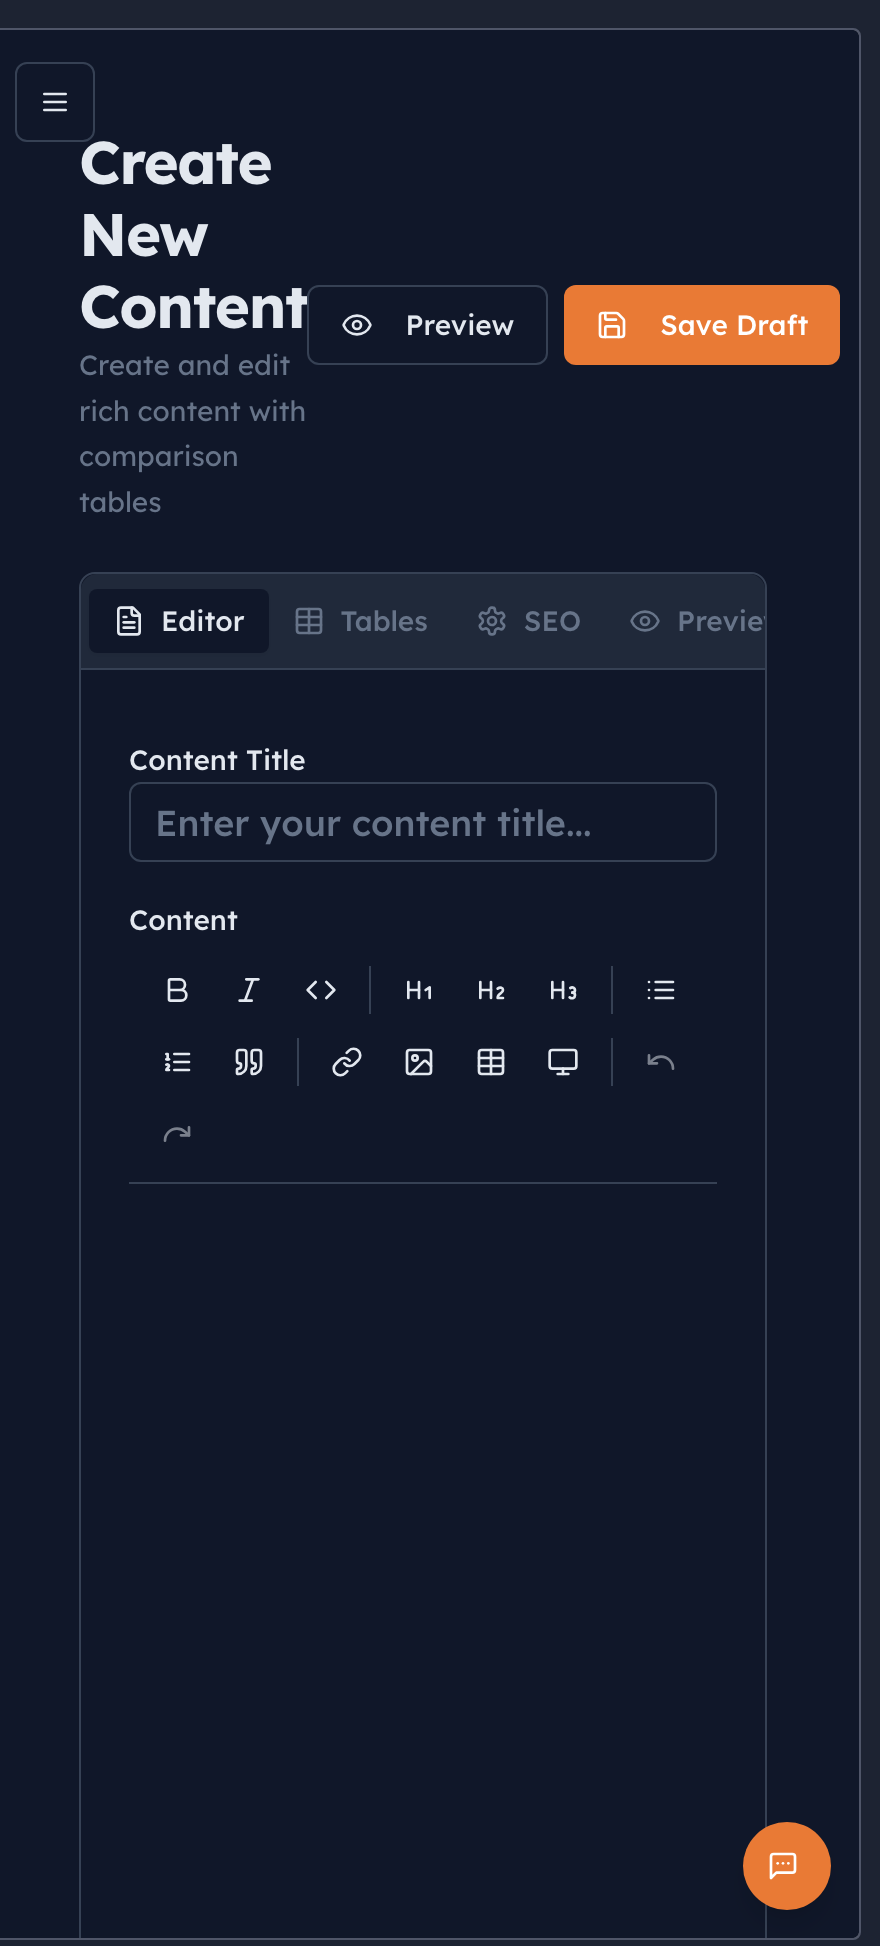 Create
New
Content
Preview
Save Draft
Create and edit
rich content with
comparison
tables
Editor
Tables
SEO
Previe
Content Title
Enter your content title...
Content
B I H1 H2 H3